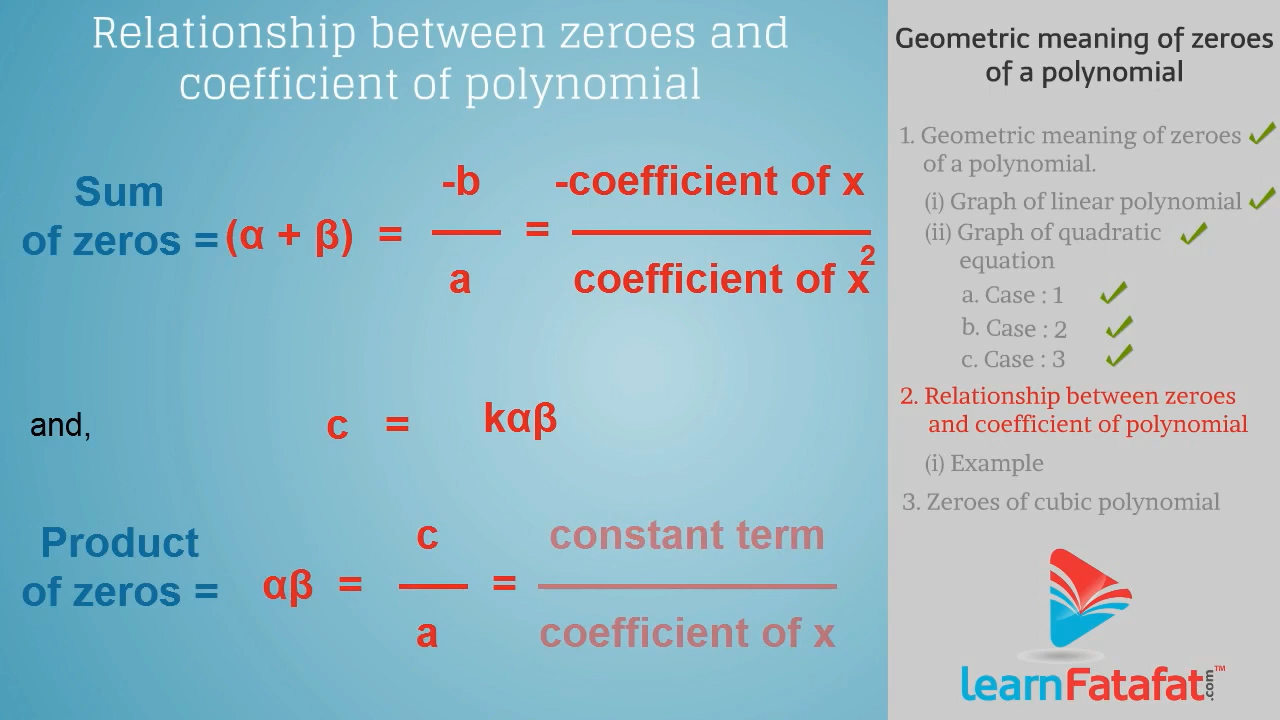 Relationship between zeroes and
coefficient of polynomial
Sum
of zeros = (α + β) = -b / a = -coefficient of x / coefficient of x²
and, c = kαβ
Product
of zeros = αβ = c / a = constant term / coefficient of x
Geometric meaning of zeroes
of a polynomial
1. Geometric meaning of zeroes
of a polynomial.
(i) Graph of linear polynomial
(ii) Graph of quadratic
equation
a. Case : 1
b. Case : 2
c. Case : 3
2. Relationship between zeroes
and coefficient of polynomial
(i) Example
3. Zeroes of cubic polynomial
learnFatafat.com™